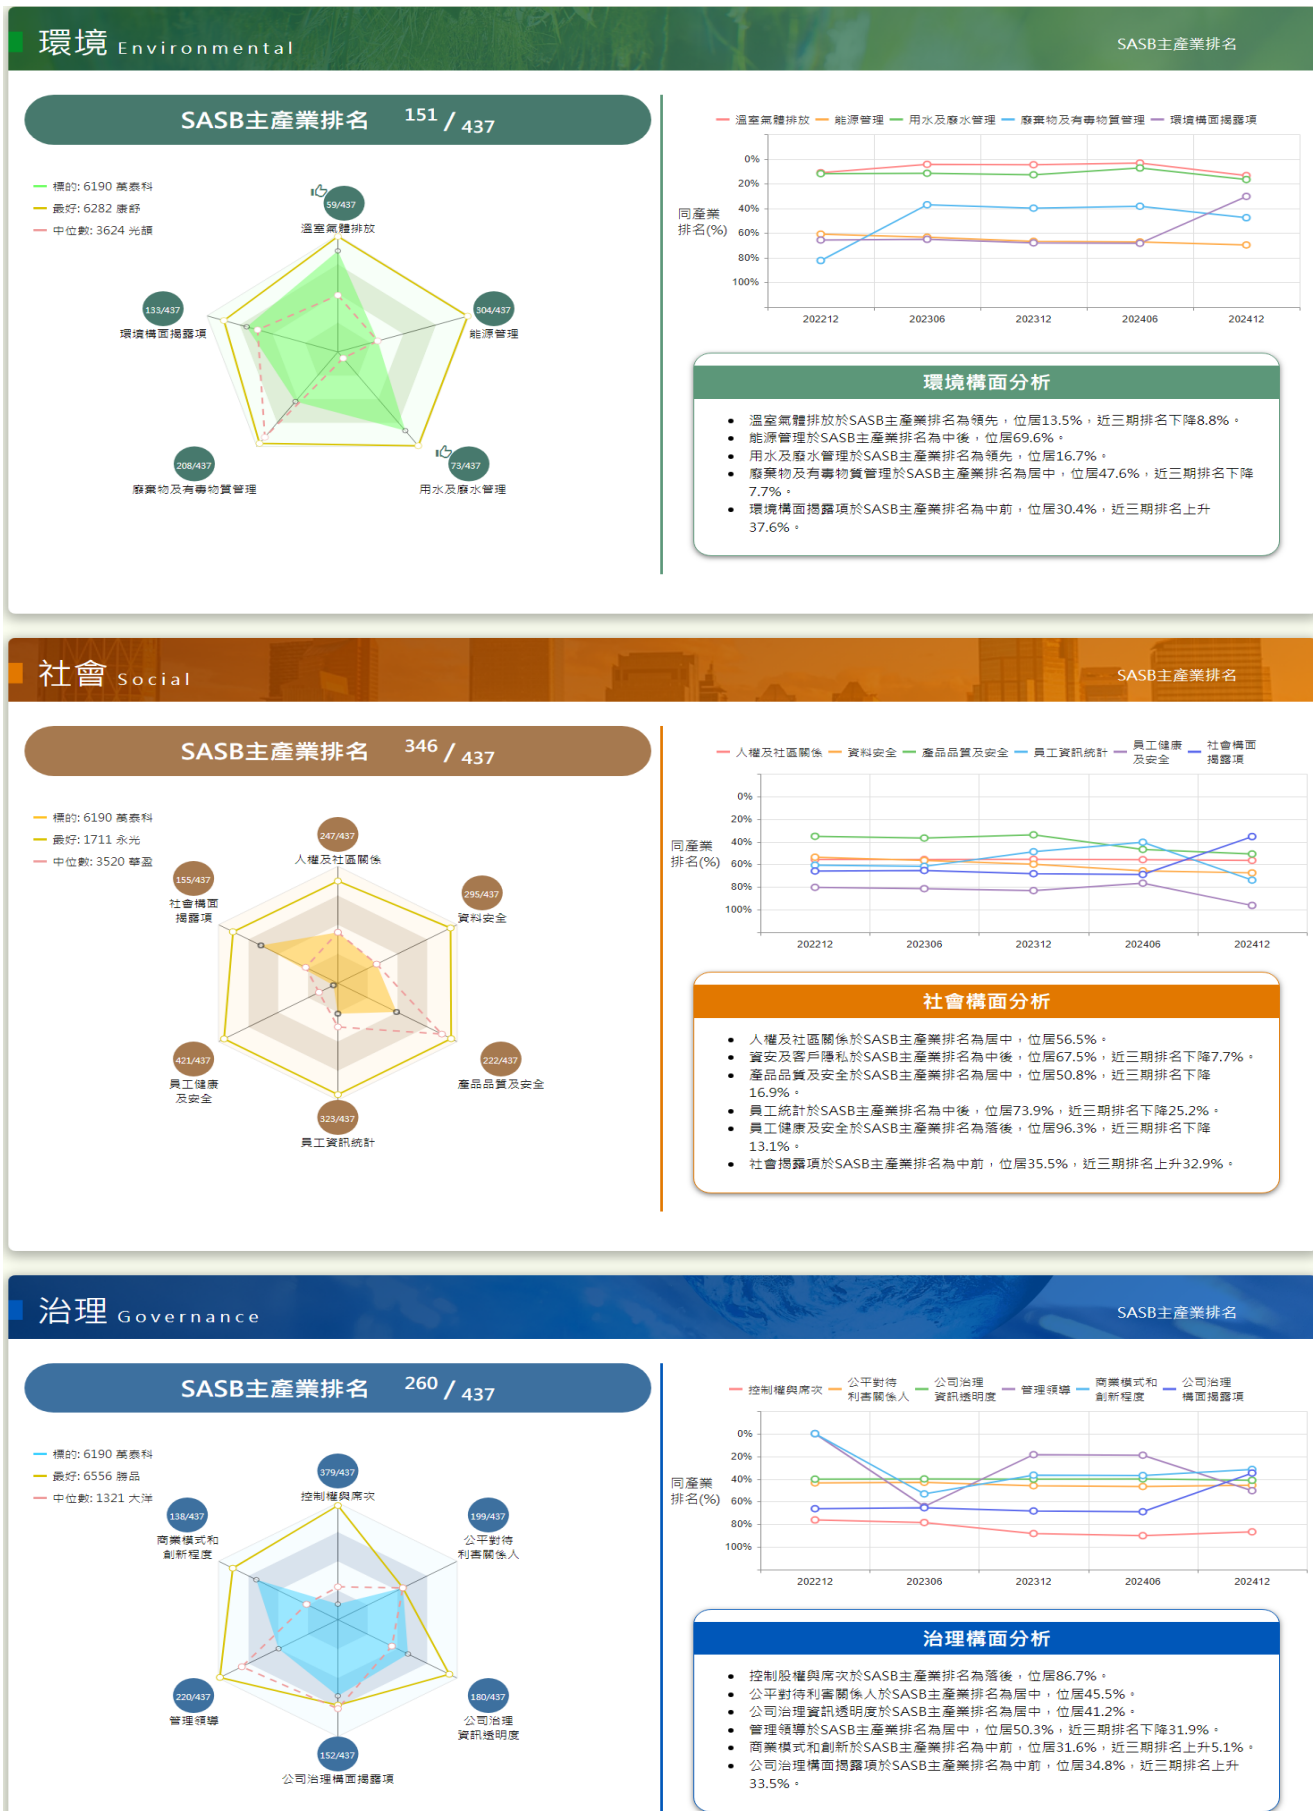 環境 Environmental
SASB主產業排名
SASB主產業排名 151 / 437
標的: 6190 萬泰科
最好: 6282 康舒
中位數: 3624 光頡
59/437
溫室氣體排放
304/437
能源管理
73/437
用水及廢水管理
208/437
廢棄物及有毒物質管理
133/437
環境構面揭露項
溫室氣體排放 能源管理 用水及廢水管理 廢棄物及有毒物質管理 環境構面揭露項
同產業
排名(%)
0%
20%
40%
60%
80%
100%
202212 202306 202312 202406 202412
環境構面分析
• 溫室氣體排放於SASB主產業排名為領先，位居13.5%，近三期排名下降8.8%。
• 能源管理於SASB主產業排名為中後，位居69.6%。
• 用水及廢水管理於SASB主產業排名為領先，位居16.7%。
• 廢棄物及有毒物質管理於SASB主產業排名為居中，位居47.6%，近三期排名下降
7.7%。
• 環境構面揭露項於SASB主產業排名為中前，位居30.4%，近三期排名上升
37.6%。
社會 Social
SASB主產業排名
SASB主產業排名 346 / 437
標的: 6190 萬泰科
最好: 1711 永光
中位數: 3520 華盈
247/437
人權及社區關係
295/437
資料安全
222/437
產品品質及安全
323/437
員工資訊統計
421/437
員工健康
及安全
155/437
社會構面
揭露項
人權及社區關係 資料安全 產品品質及安全 員工資訊統計 員工健康
及安全 社會構面
揭露項
同產業
排名(%)
0%
20%
40%
60%
80%
100%
202212 202306 202312 202406 202412
社會構面分析
• 人權及社區關係於SASB主產業排名為居中，位居56.5%。
• 資安及客戶隱私於SASB主產業排名為中後，位居67.5%，近三期排名下降7.7%。
• 產品品質及安全於SASB主產業排名為居中，位居50.8%，近三期排名下降
16.9%。
• 員工統計於SASB主產業排名為中後，位居73.9%，近三期排名下降25.2%。
• 員工健康及安全於SASB主產業排名為落後，位居96.3%，近三期排名下降
13.1%。
• 社會揭露項於SASB主產業排名為中前，位居35.5%，近三期排名上升32.9%。
治理 Governance
SASB主產業排名
SASB主產業排名 260 / 437
標的: 6190 萬泰科
最好: 6556 勝品
中位數: 1321 大洋
379/437
控制權與席次
199/437
公平對待
利害關係人
180/437
公司治理
資訊透明度
152/437
公司治理構面揭露項
220/437
管理領導
138/437
商業模式和
創新程度
控制權與席次 公平對待
利害關係人 公司治理
資訊透明度 管理領導 商業模式和
創新程度 公司治理
構面揭露項
同產業
排名(%)
0%
20%
40%
60%
80%
100%
202212 202306 202312 202406 202412
治理構面分析
• 控制股權與席次於SASB主產業排名為落後，位居86.7%。
• 公平對待利害關係人於SASB主產業排名為居中，位居45.5%。
• 公司治理資訊透明度於SASB主產業排名為居中，位居41.2%。
• 管理領導於SASB主產業排名為居中，位居50.3%，近三期排名下降31.9%。
• 商業模式和創新於SASB主產業排名為中前，位居31.6%，近三期排名上升5.1%。
• 公司治理構面揭露項於SASB主產業排名為中前，位居34.8%，近三期排名上升
33.5%。